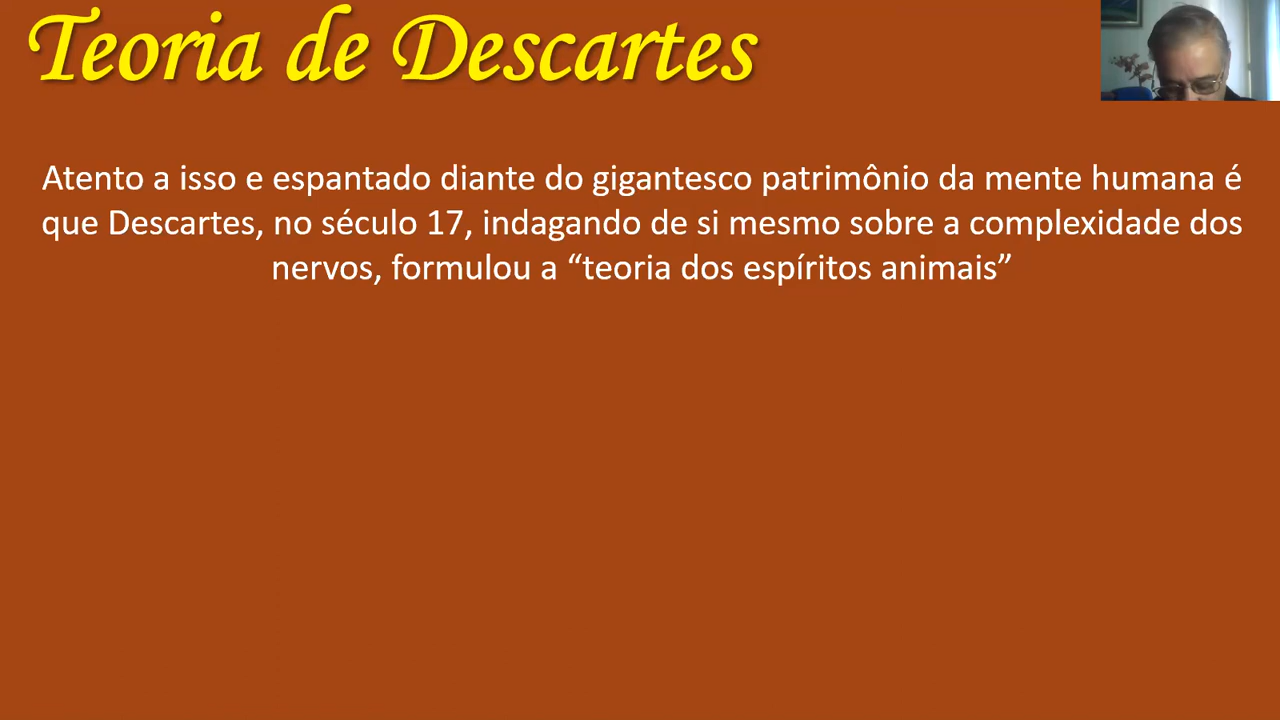 Teoria de Descartes
Atento a isso e espantado diante do gigantesco patrimônio da mente humana é
que Descartes, no século 17, indagando de si mesmo sobre a complexidade dos
nervos, formulou a “teoria dos espíritos animais”